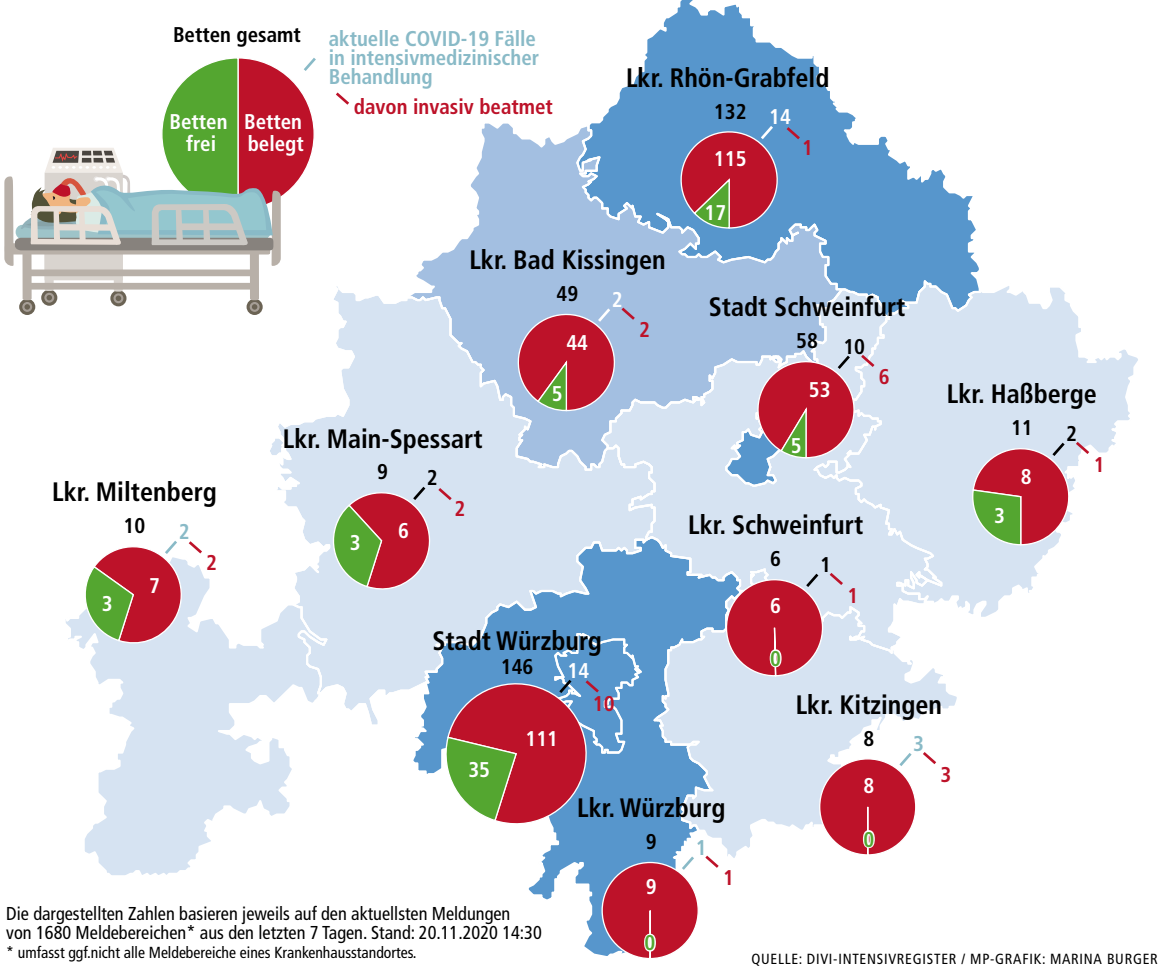 Betten gesamt
aktuelle COVID-19 Fälle
in intensivmedizinischer
Behandlung
davon invasiv beatmet
Betten
frei
Betten
belegt
Lkr. Rhön-Grabfeld
132
14
1
115
17
Lkr. Bad Kissingen
49
2
2
44
5
Stadt Schweinfurt
58
10
6
53
5
Lkr. Haßberge
11
2
1
8
3
Lkr. Main-Spessart
9
2
2
6
3
Lkr. Miltenberg
10
2
2
7
3
Lkr. Schweinfurt
6
1
1
6
0
Stadt Würzburg
146
14
10
111
35
Lkr. Kitzingen
8
3
3
8
0
Lkr. Würzburg
9
1
1
9
0
Die dargestellten Zahlen basieren jeweils auf den aktuellsten Meldungen
von 1680 Meldebereichen* aus den letzten 7 Tagen. Stand: 20.11.2020 14:30
* umfasst ggf.nicht alle Meldebereiche eines Krankenhausstandortes.
QUELLE: DIVI-INTENSIVREGISTER / MP-GRAFIK: MARINA BURGER